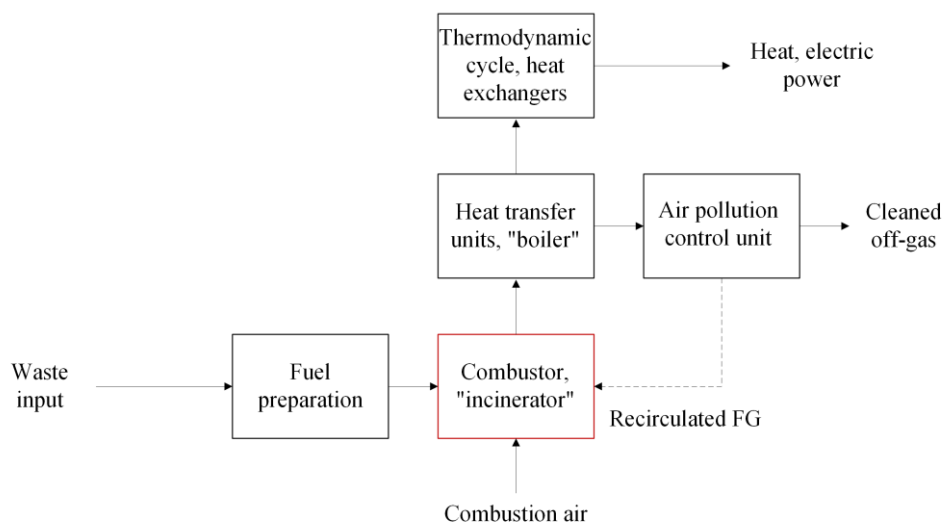 Thermodynamic
cycle, heat
exchangers
Heat, electric
power
Heat transfer
units, "boiler"
Air pollution
control unit
Cleaned
off-gas
Waste
input
Fuel
preparation
Combustor,
"incinerator"
Recirculated FG
Combustion air